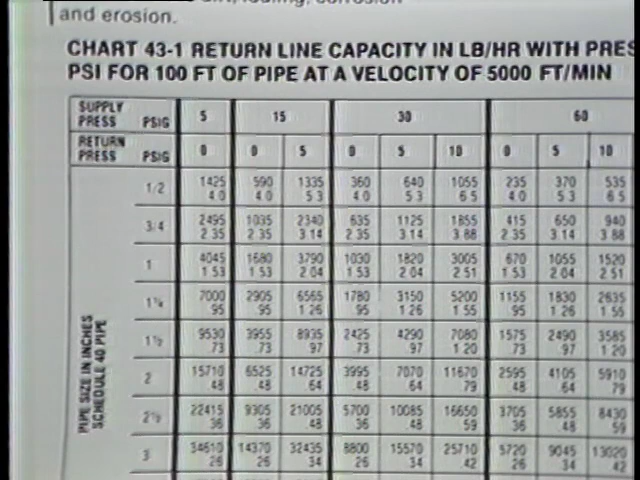 and erosion.
CHART 43-1 RETURN LINE CAPACITY IN LB/HR WITH PRES
PSI FOR 100 FT OF PIPE AT A VELOCITY OF 5000 FT/MIN
SUPPLY PRESS PSIG 5 15 30 60
RETURN PRESS PSIG 0 0 5 0 5 10 0 5 10
PIPE SIZE IN INCHES
SCHEDULE 40 PIPE
1/2 1425 590 1335 360 640 1055 235 370 535
4 0 4.0 5 3 4.0 5 3 6.5 4 0 5 3 6 5
3/4 2495 1035 2340 635 1125 1855 415 650 940
2 35 2 35 3.14 2 35 3.14 3 88 2 35 3.14 3 88
1 4045 1680 3790 1030 1820 3005 670 1055 1520
1 53 1 53 2 04 1.53 2 04 2 51 1 53 2 04 2 51
1¼ 7000 2905 6565 1780 3150 5200 1155 1830 2635
95 95 1 26 95 1 26 1 55 95 1 26 1 55
1½ 9530 3955 8935 2425 4290 7080 1575 2490 3585
73 .73 97 73 97 1 20 73 97 1 20
2 15710 6525 14725 3995 7070 11670 2595 4105 5910
48 48 64 48 64 79 48 64 79
2½ 22415 9305 21005 5700 10085 16650 3705 5855 8430
36 36 .48 36 48 59 36 .48 59
3 34610 14370 32435 8800 15570 25710 5720 9045 13020
26 26 34 26 34 42 26 34 42